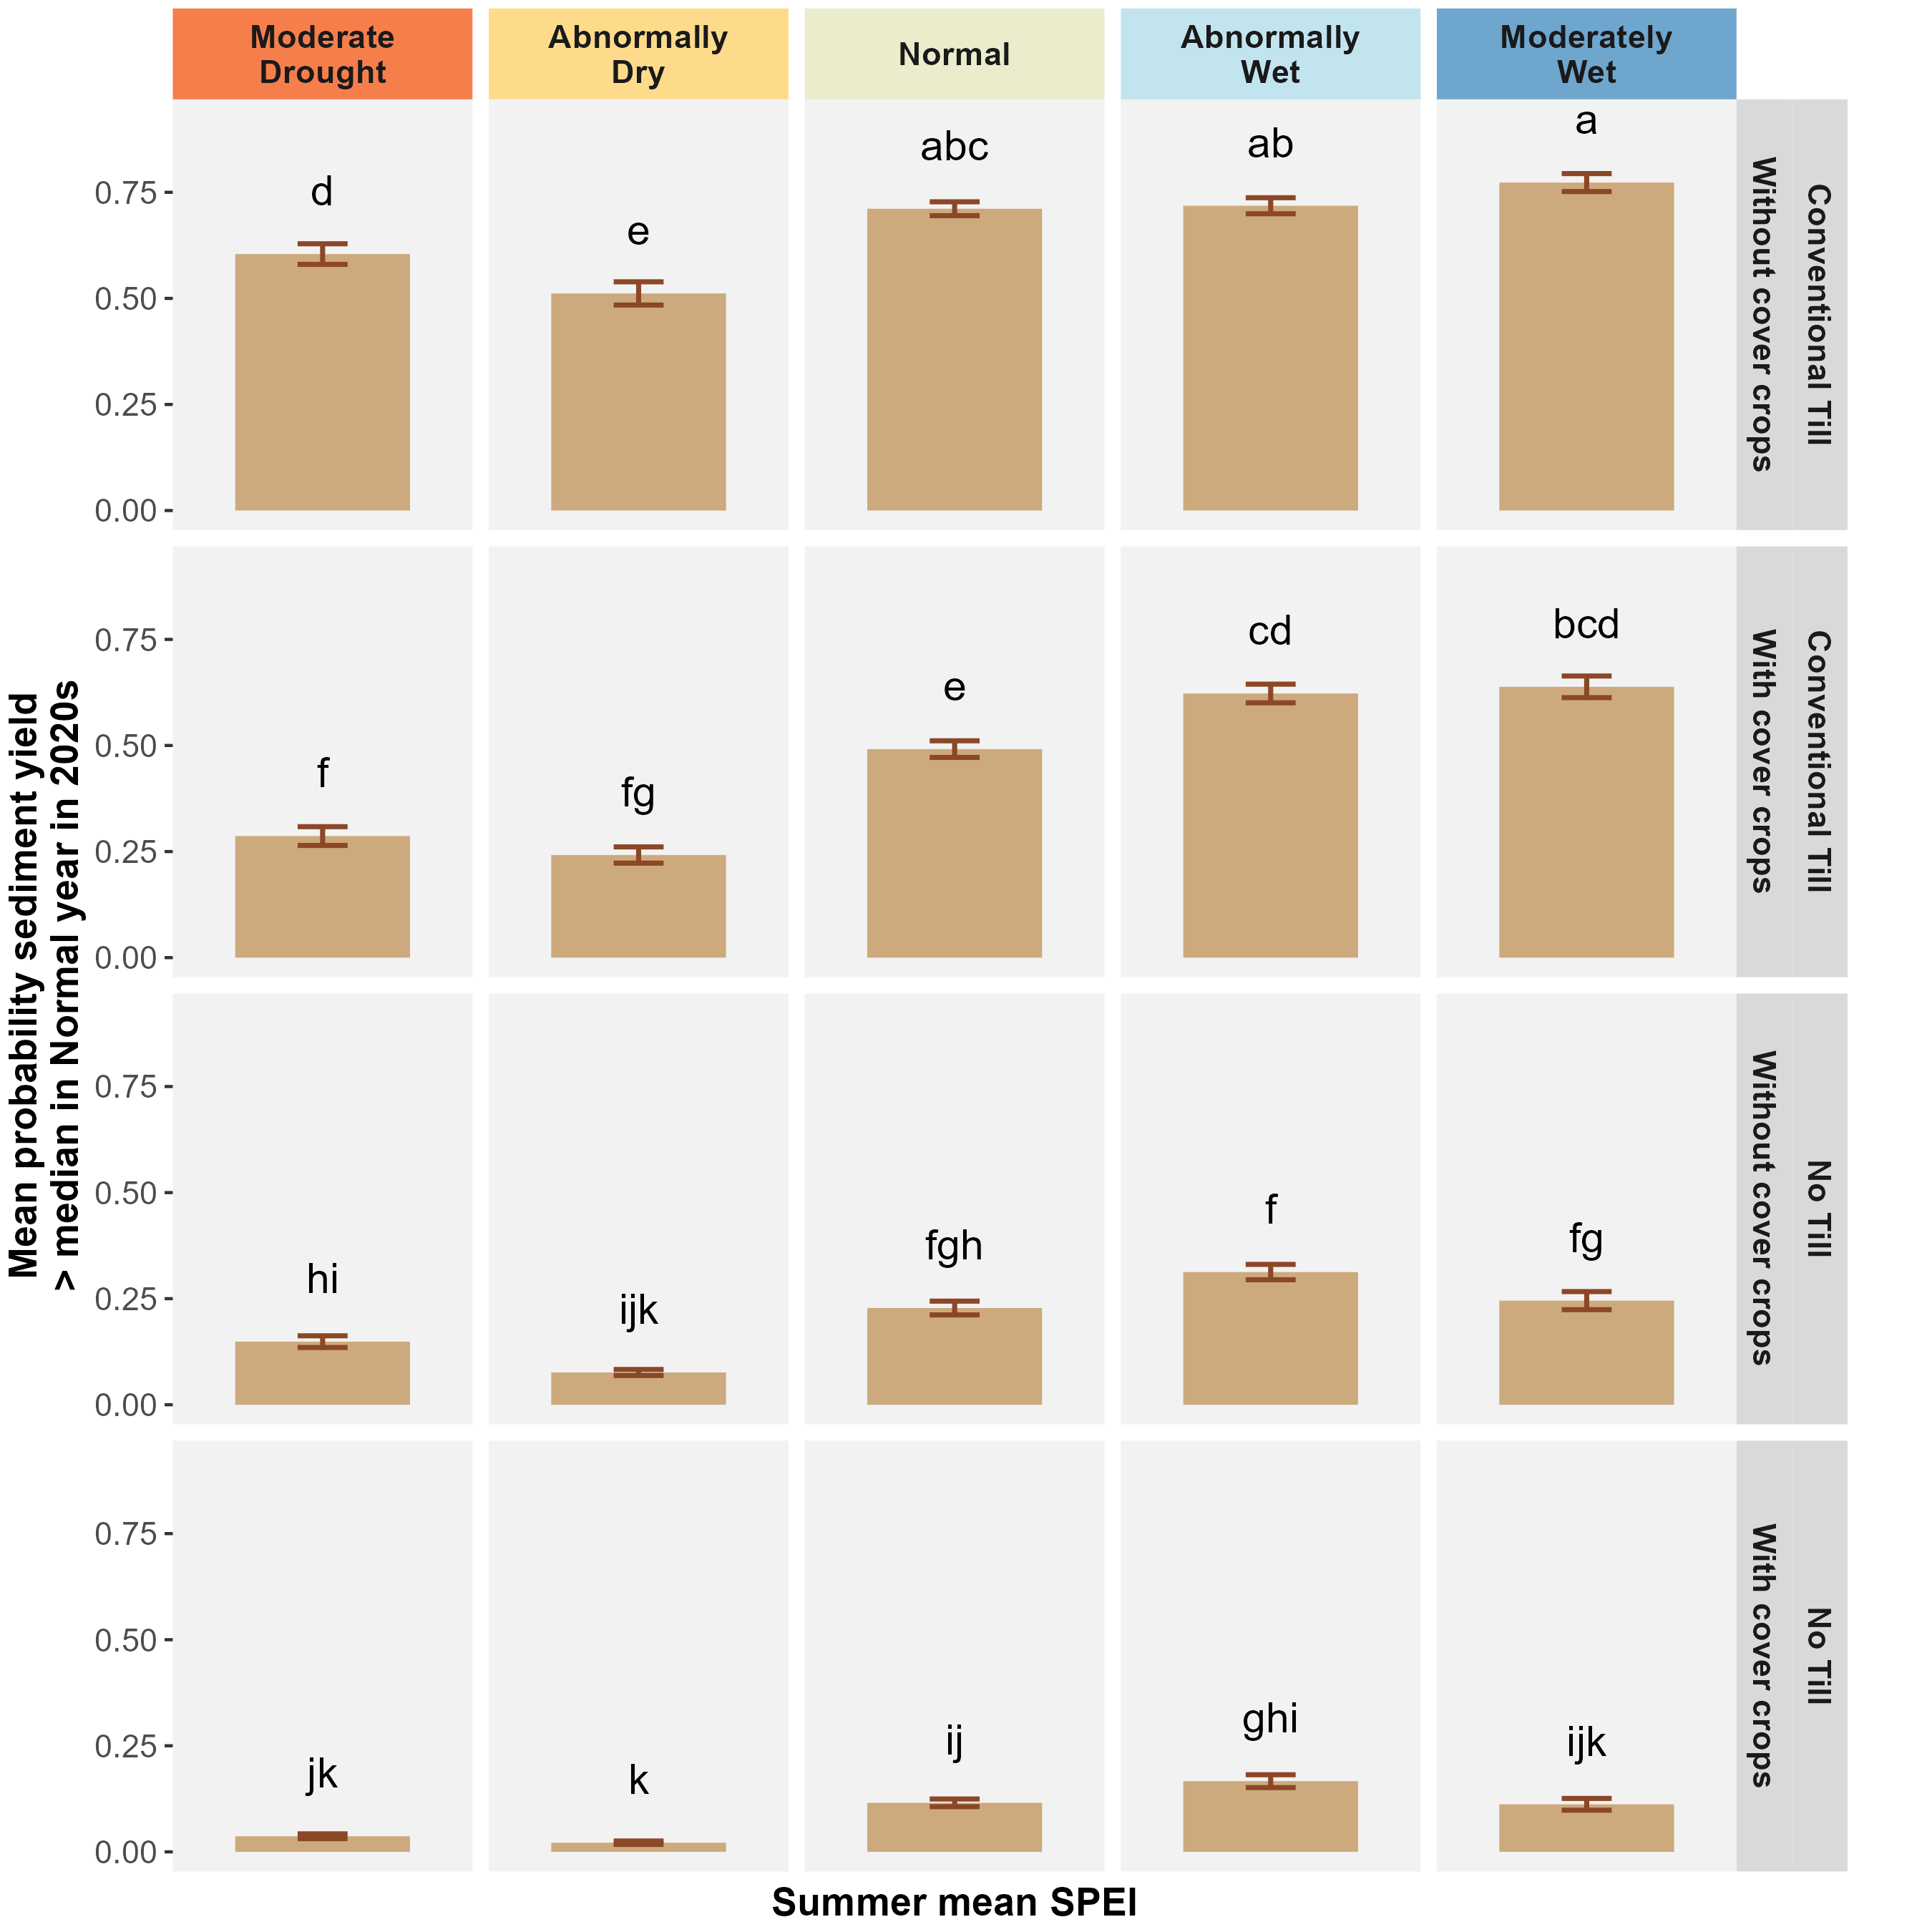 Moderate
Drought
Abnormally
Dry
Normal
Abnormally
Wet
Moderately
Wet
Mean probability sediment yield
> median in Normal year in 2020s
0.75
0.50
0.25
0.00
d
e
abc
ab
a
Without cover crops
Conventional Till
0.75
0.50
0.25
0.00
f
fg
e
cd
bcd
With cover crops
Conventional Till
0.75
0.50
0.25
0.00
hi
ijk
fgh
f
fg
Without cover crops
No Till
0.75
0.50
0.25
0.00
jk
k
ij
ghi
ijk
With cover crops
No Till
Summer mean SPEI